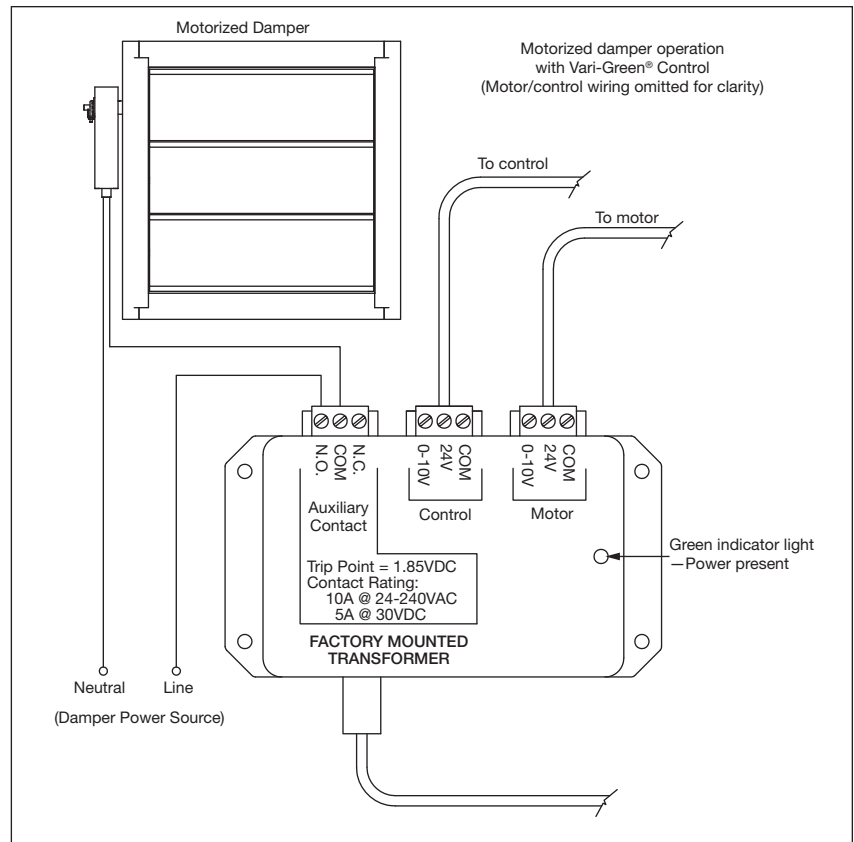 Motorized Damper
Motorized damper operation
with Vari-Green® Control
(Motor/control wiring omitted for clarity)
To control
To motor
N.O.
COM
N.C.
0-10V
24V
COM
0-10V
24V
COM
Auxiliary
Contact
Control
Motor
Green indicator light
—Power present
Trip Point = 1.85VDC
Contact Rating:
10A @ 24-240VAC
5A @ 30VDC
FACTORY MOUNTED
TRANSFORMER
Neutral
Line
(Damper Power Source)